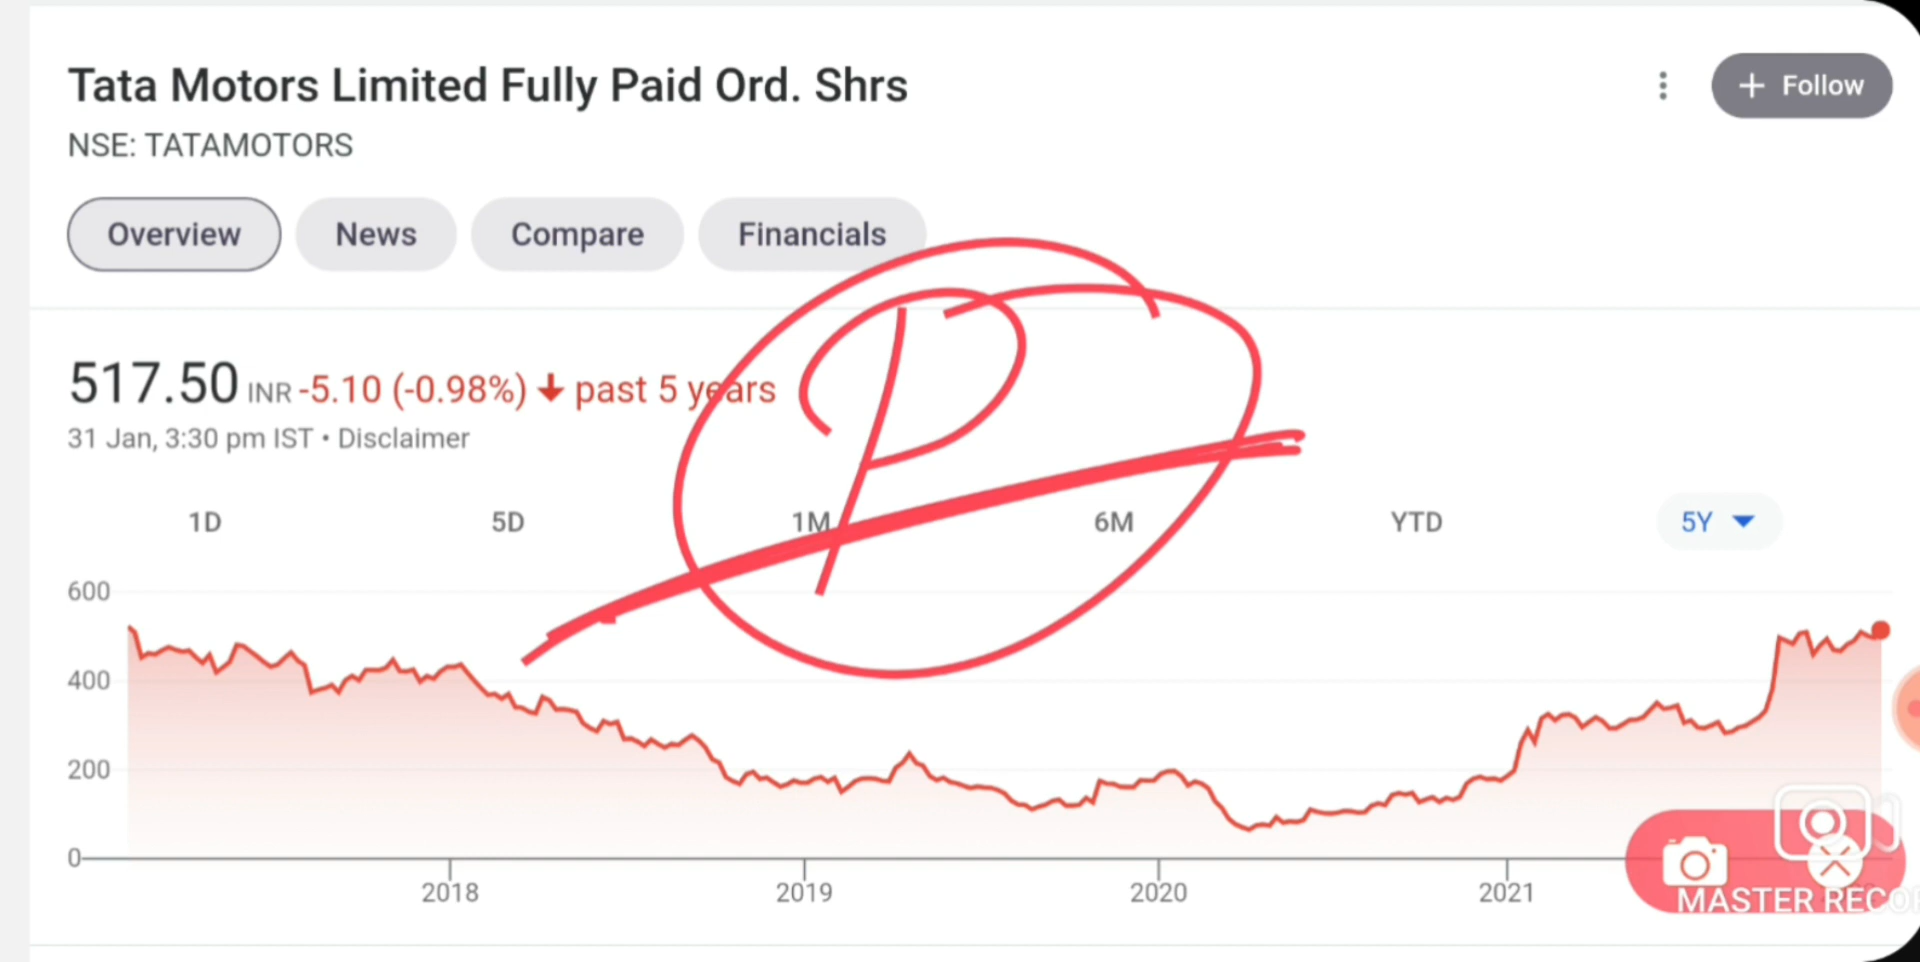 Tata Motors Limited Fully Paid Ord. Shrs
+ Follow
NSE: TATAMOTORS
Overview News Compare Financials
517.50 INR -5.10 (-0.98%) ↓ past 5 years
31 Jan, 3:30 pm IST • Disclaimer
P
1D 5D 1M 6M YTD 5Y
600
400
200
0
2018 2019 2020 2021
MASTER RECOR